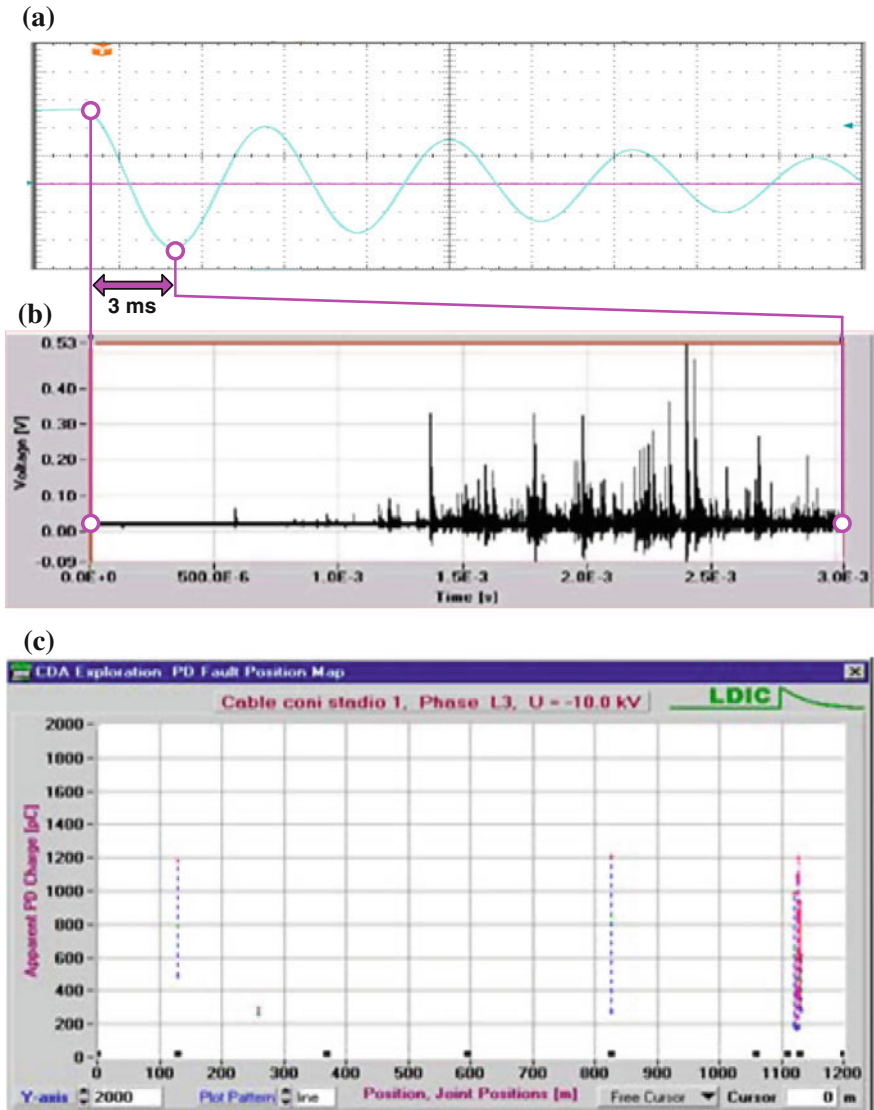 (a)
3 ms
(b)
0.53
0.40
0.30
0.20
0.10
0.00
-0.09
Voltage [V]
0.0E+0 500.0E-6 1.0E-3 1.5E-3 2.0E-3 2.5E-3 3.0E-3
Time [s]
(c)
CDA Exploration PD Fault Position Map
Cable coni stadio 1, Phase L3, U = -10.0 kV
LDIC
2000
1800
1600
1400
1200
1000
800
600
400
200
0
Apparent PD Charge [pC]
0 100 200 300 400 500 600 700 800 900 1000 1100 1200
Y-axis 2000 Plot Pattern line Position, Joint Positions [m] Free Cursor Cursor 0 m